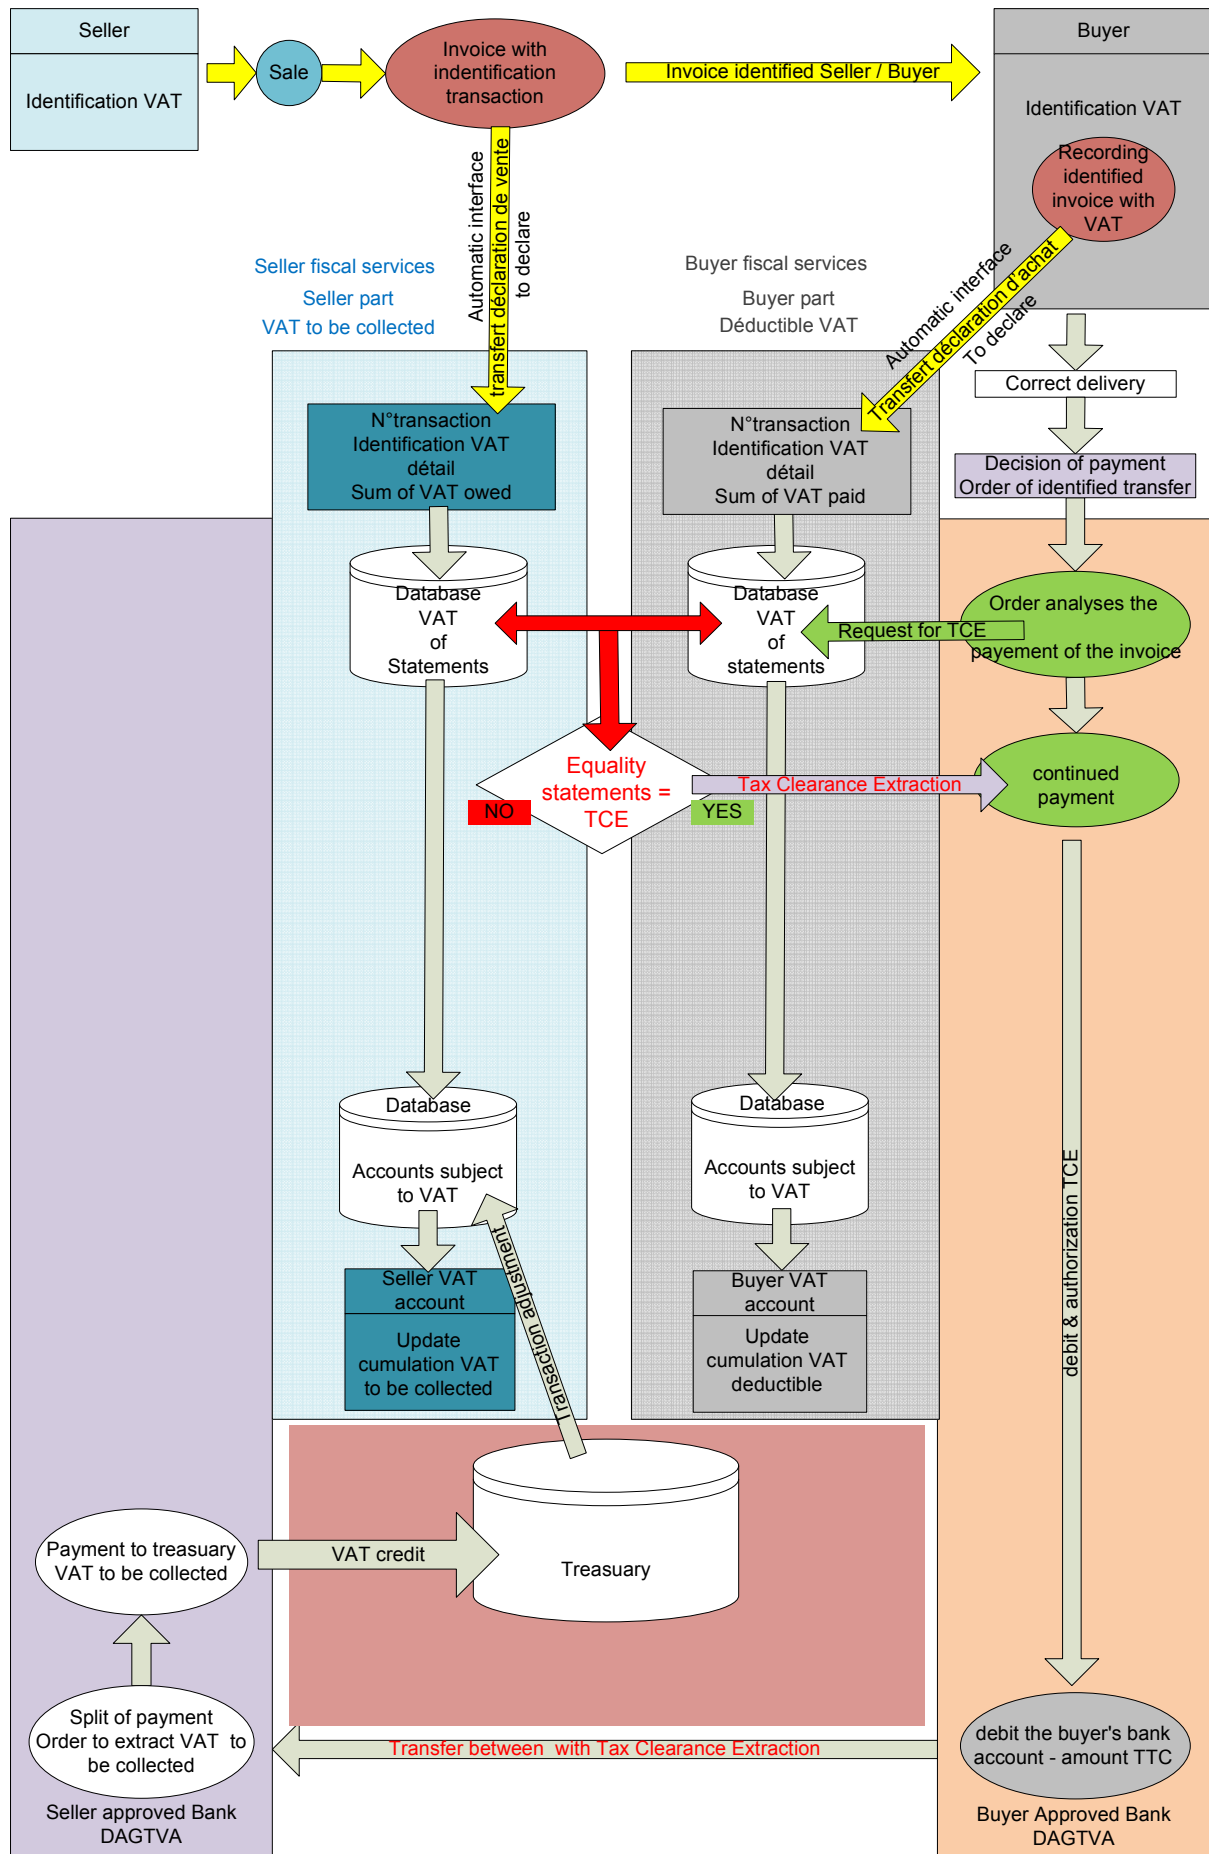 Seller
Identification VAT
Sale
Invoice with
indentification
transaction
Invoice identified Seller / Buyer
Buyer
Identification VAT
Recording
identified
invoice with
VAT
Automatic interface
transfert déclaration de vente
to declare
Automatic interface
Transfert déclaration d'achat
To declare
Seller fiscal services
Seller part
VAT to be collected
Buyer fiscal services
Buyer part
Déductible VAT
Correct delivery
Decision of payment
Order of identified transfer
N°transaction
Identification VAT
détail
Sum of VAT owed
N°transaction
Identification VAT
détail
Sum of VAT paid
Database
VAT
of
Statements
Database
VAT
of
statements
Request for TCE
Order analyses the
payement of the invoice
Equality
statements =
TCE
NO
YES
Tax Clearance Extraction
continued
payment
Database
Accounts subject
to VAT
Database
Accounts subject
to VAT
debit & authorization TCE
Transaction adjustment
Seller VAT
account
Update
cumulation VAT
to be collected
Buyer VAT
account
Update
cumulation VAT
deductible
Payment to treasuary
VAT to be collected
VAT credit
Treasuary
Split of payment
Order to extract VAT to
be collected
Transfer between with Tax Clearance Extraction
debit the buyer's bank
account - amount TTC
Seller approved Bank
DAGTVA
Buyer Approved Bank
DAGTVA